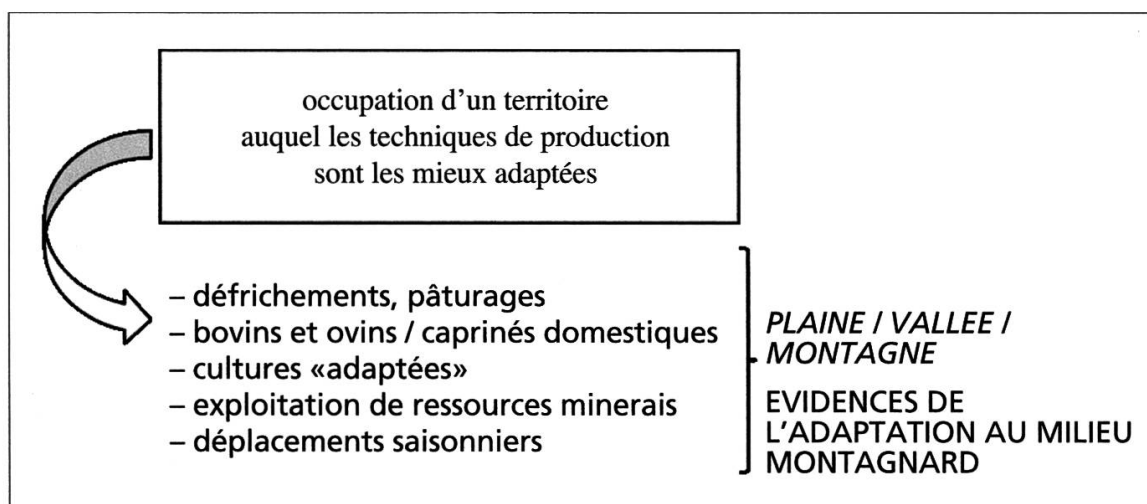 occupation d’un territoire
auquel les techniques de production
sont les mieux adaptées
– défrichements, pâturages
– bovins et ovins / caprinés domestiques
– cultures «adaptées»
– exploitation de ressources minerais
– déplacements saisonniers
PLAINE / VALLEE /
MONTAGNE
EVIDENCES DE
L’ADAPTATION AU MILIEU
MONTAGNARD